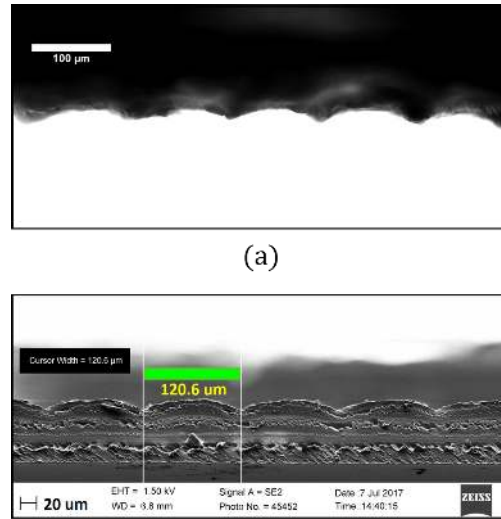 100 µm
(a)
Cursor Width = 120.6 µm
120.6 um
20 um
EHT = 1.50 kV Signal A = SE2 Date :7 Jul 2017
WD = 6.8 mm Photo No. = 45452 Time :14:40:15
ZEISS